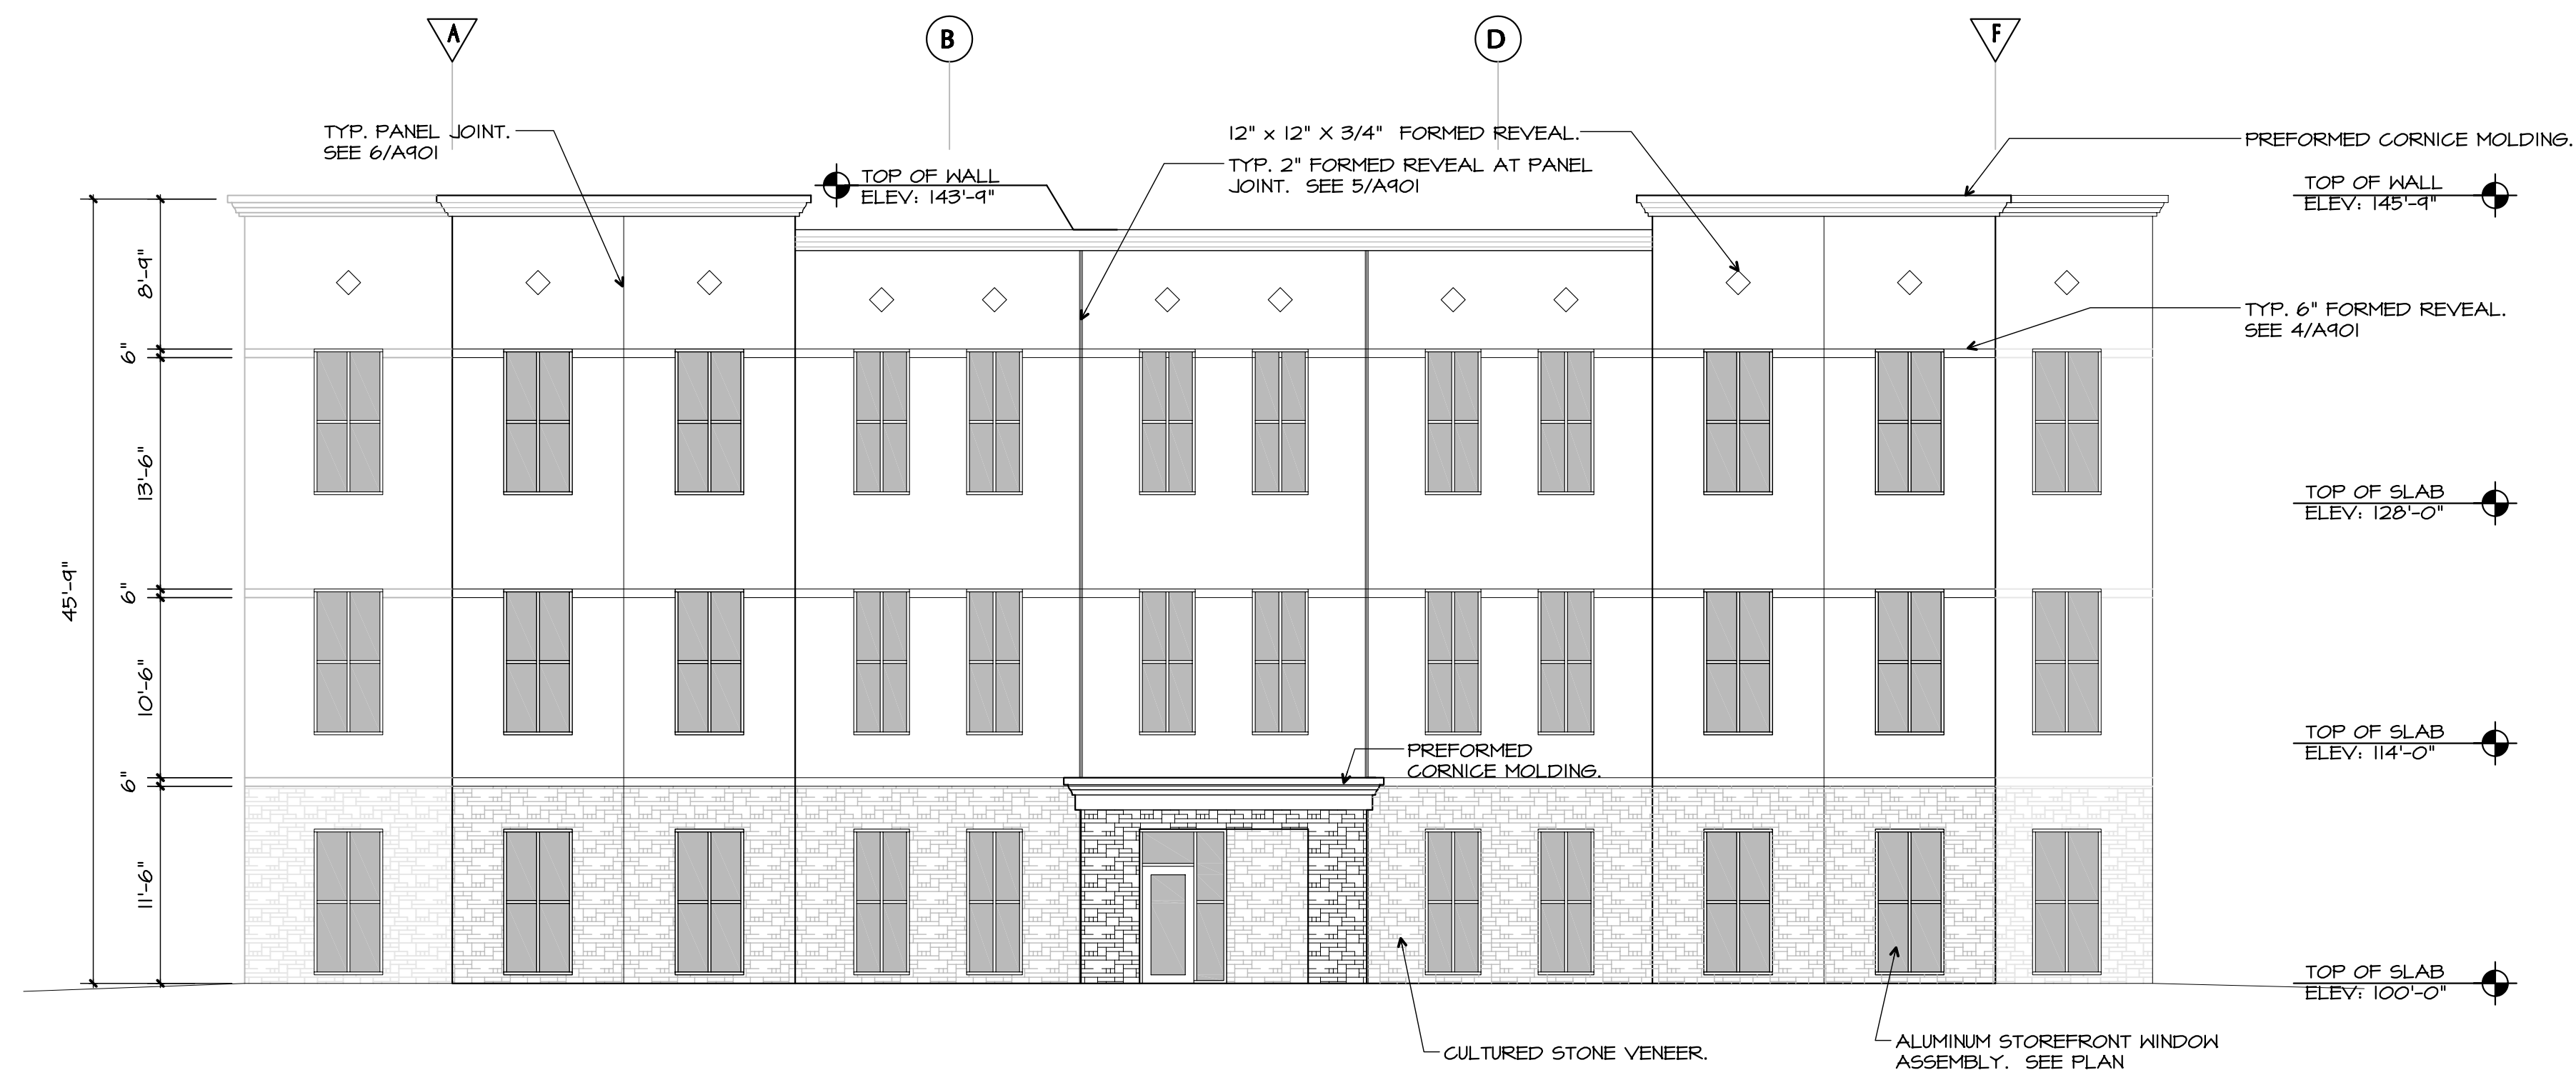 A
B
D
F
TYP. PANEL JOINT.
SEE 6/A901
12" x 12" X 3/4" FORMED REVEAL.
TYP. 2" FORMED REVEAL AT PANEL
JOINT. SEE 5/A901
PREFORMED CORNICE MOLDING.
TOP OF WALL
ELEV: 143'-9"
TOP OF WALL
ELEV: 145'-9"
8'-9"
TYP. 6" FORMED REVEAL.
SEE 4/A901
6"
13'-6"
TOP OF SLAB
ELEV: 128'-0"
45'-9"
6"
10'-6"
TOP OF SLAB
ELEV: 114'-0"
PREFORMED
CORNICE MOLDING.
6"
11'-6"
TOP OF SLAB
ELEV: 100'-0"
CULTURED STONE VENEER.
ALUMINUM STOREFRONT WINDOW
ASSEMBLY. SEE PLAN